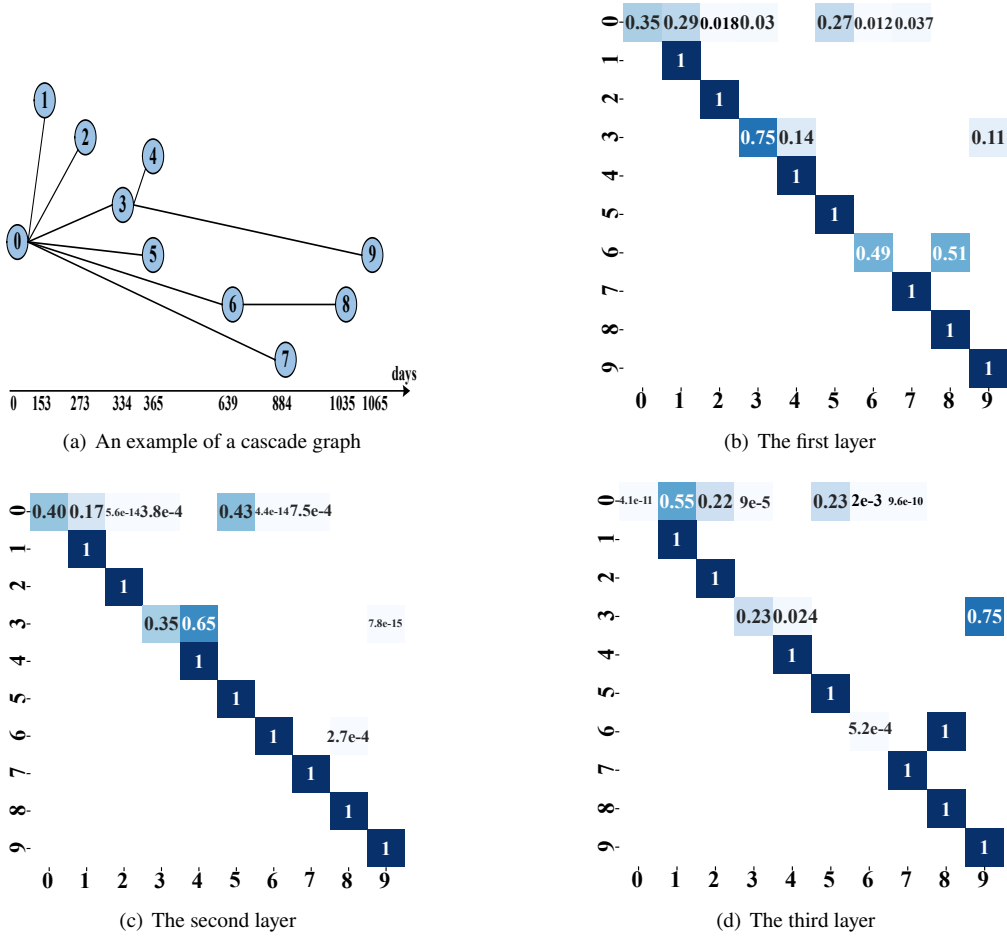 1
2
4
3
0
5
9
6
8
7
days
0 153 273 334 365 639 884 1035 1065
(a) An example of a cascade graph
0 0.35 0.29 0.018 0.03 0.27 0.012 0.037
1 1
2 1
3 0.75 0.14 0.11
4 1
5 1
6 0.49 0.51
7 1
8 1
9 1
0 1 2 3 4 5 6 7 8 9
(b) The first layer
0 0.40 0.17 5.6e-14 3.8e-4 0.43 4.4e-14 7.5e-4
1 1
2 1
3 0.35 0.65 7.8e-15
4 1
5 1
6 1 2.7e-4
7 1
8 1
9 1
0 1 2 3 4 5 6 7 8 9
(c) The second layer
0 4.1e-11 0.55 0.22 9e-5 0.23 2e-3 9.6e-10
1 1
2 1
3 0.23 0.024 0.75
4 1
5 1
6 5.2e-4 1
7 1
8 1
9 1
0 1 2 3 4 5 6 7 8 9
(d) The third layer